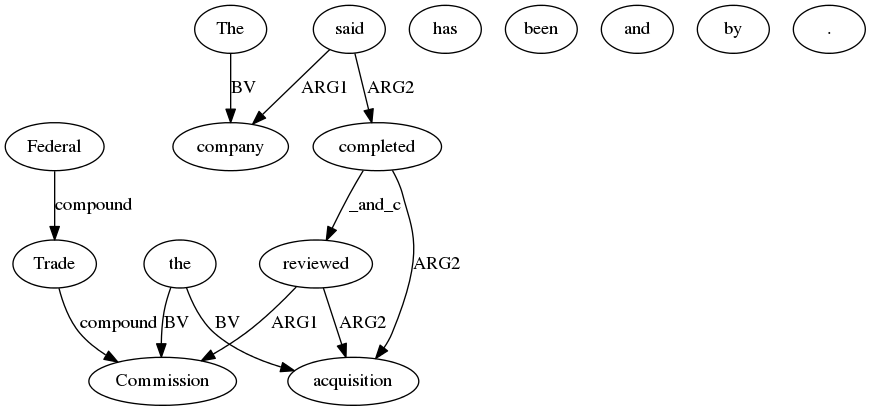 The said has been and by .
BV ARG1 ARG2
Federal company completed
compound _and_c
Trade the reviewed ARG2
compound BV BV ARG1 ARG2
Commission acquisition